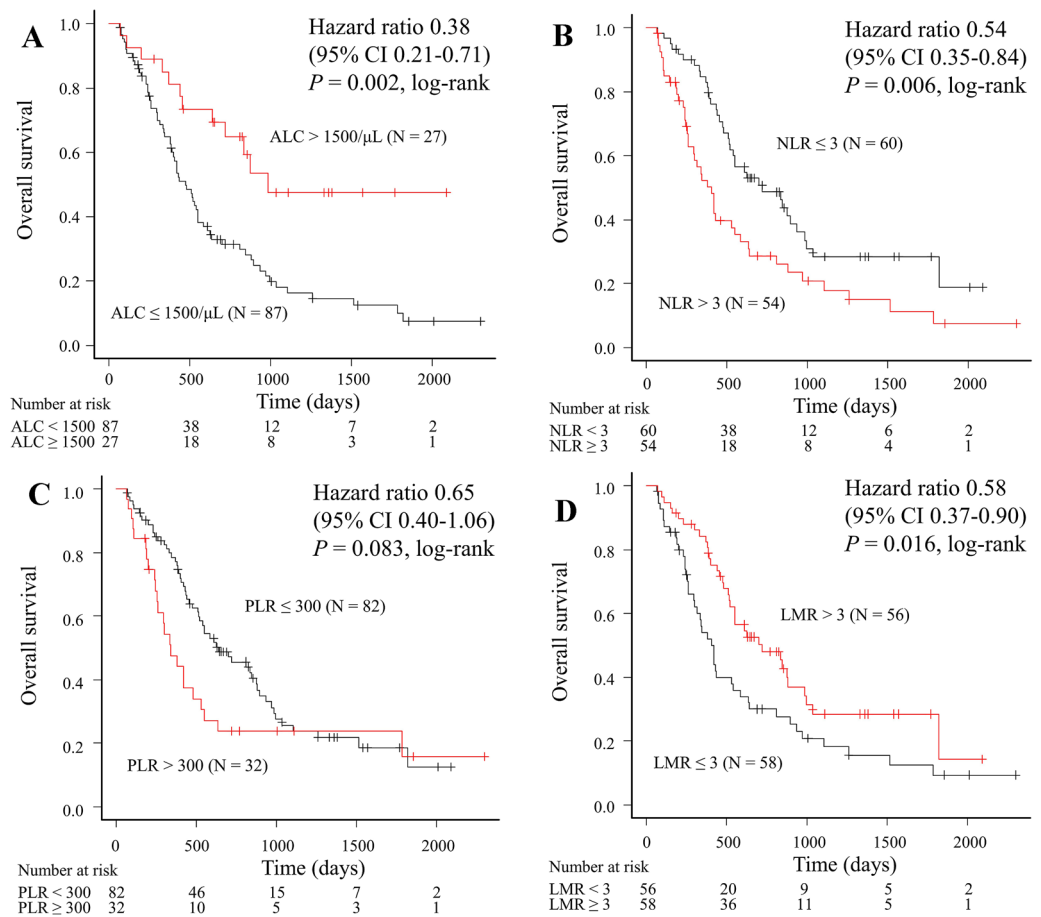 A
Hazard ratio 0.38
(95% CI 0.21-0.71)
P = 0.002, log-rank
Overall survival
1.0
0.8
0.6
0.4
0.2
0.0
ALC > 1500/μL (N = 27)
ALC ≤ 1500/μL (N = 87)
0 500 1000 1500 2000
Time (days)
Number at risk
ALC < 1500 87 38 12 7 2
ALC ≥ 1500 27 18 8 3 1
B
Hazard ratio 0.54
(95% CI 0.35-0.84)
P = 0.006, log-rank
Overall survival
1.0
0.8
0.6
0.4
0.2
0.0
NLR ≤ 3 (N = 60)
NLR > 3 (N = 54)
0 500 1000 1500 2000
Time (days)
Number at risk
NLR < 3 60 38 12 6 2
NLR ≥ 3 54 18 8 4 1
C
Hazard ratio 0.65
(95% CI 0.40-1.06)
P = 0.083, log-rank
Overall survival
1.0
0.8
0.6
0.4
0.2
0.0
PLR ≤ 300 (N = 82)
PLR > 300 (N = 32)
0 500 1000 1500 2000
Time (days)
Number at risk
PLR < 300 82 46 15 7 2
PLR ≥ 300 32 10 5 3 1
D
Hazard ratio 0.58
(95% CI 0.37-0.90)
P = 0.016, log-rank
Overall survival
1.0
0.8
0.6
0.4
0.2
0.0
LMR > 3 (N = 56)
LMR ≤ 3 (N = 58)
0 500 1000 1500 2000
Time (days)
Number at risk
LMR < 3 56 20 9 5 2
LMR ≥ 3 58 36 11 5 1